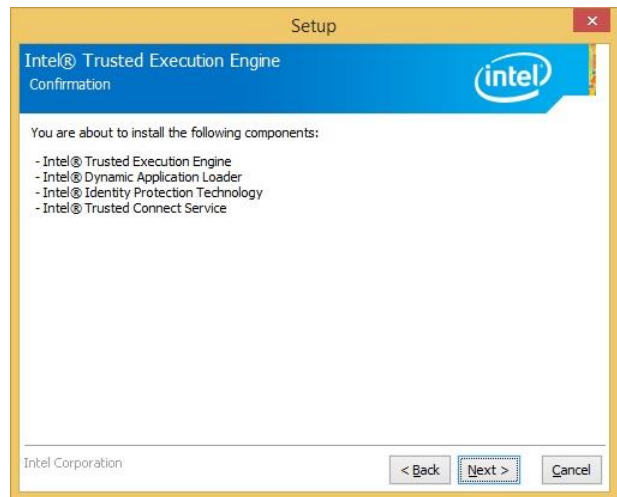 Setup
Intel® Trusted Execution Engine
Confirmation
intel
You are about to install the following components:
- Intel® Trusted Execution Engine
- Intel® Dynamic Application Loader
- Intel® Identity Protection Technology
- Intel® Trusted Connect Service
Intel Corporation
< Back Next > Cancel